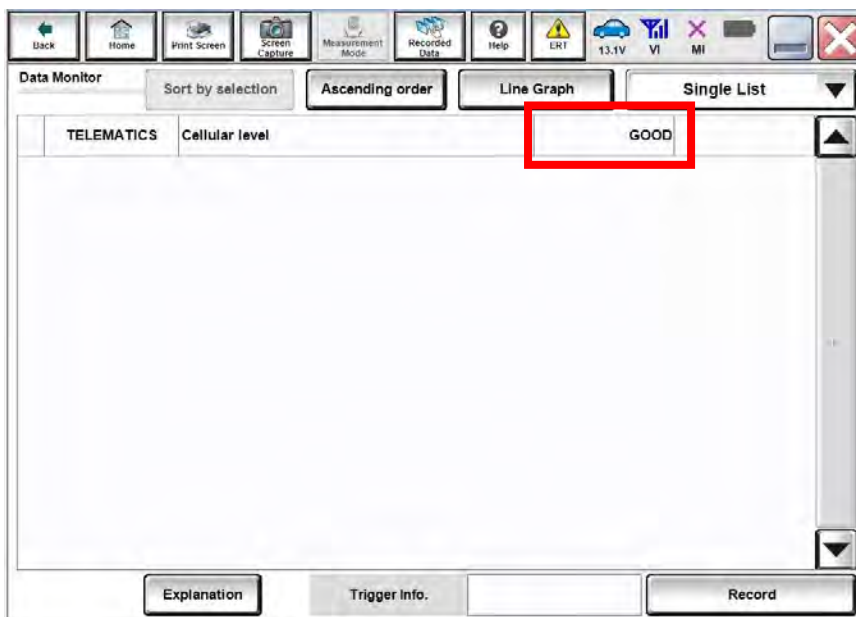 Back
Home
Print Screen
Screen
Capture
Measurement
Mode
Recorded
Data
Help
ERT
13.1V
VI
MI
Data Monitor
Sort by selection
Ascending order
Line Graph
Single List
TELEMATICS
Cellular level
GOOD
Explanation
Trigger Info.
Record